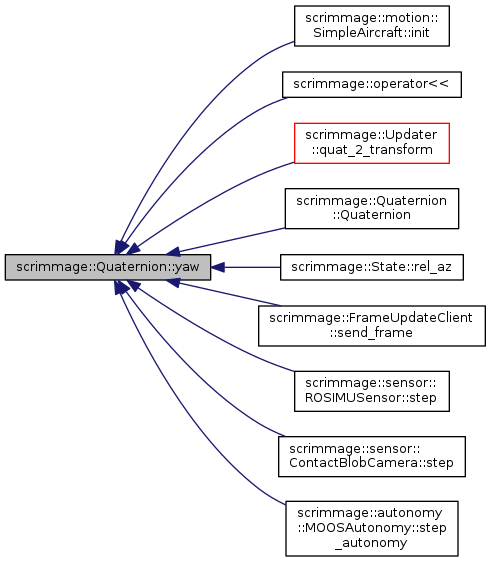 scrimmage::motion::
SimpleAircraft::init
scrimmage::operator<<
scrimmage::Updater
::quat_2_transform
scrimmage::Quaternion
::Quaternion
scrimmage::Quaternion::yaw
scrimmage::State::rel_az
scrimmage::FrameUpdateClient
::send_frame
scrimmage::sensor::
ROSIMUSensor::step
scrimmage::sensor::
ContactBlobCamera::step
scrimmage::autonomy
::MOOSAutonomy::step
_autonomy